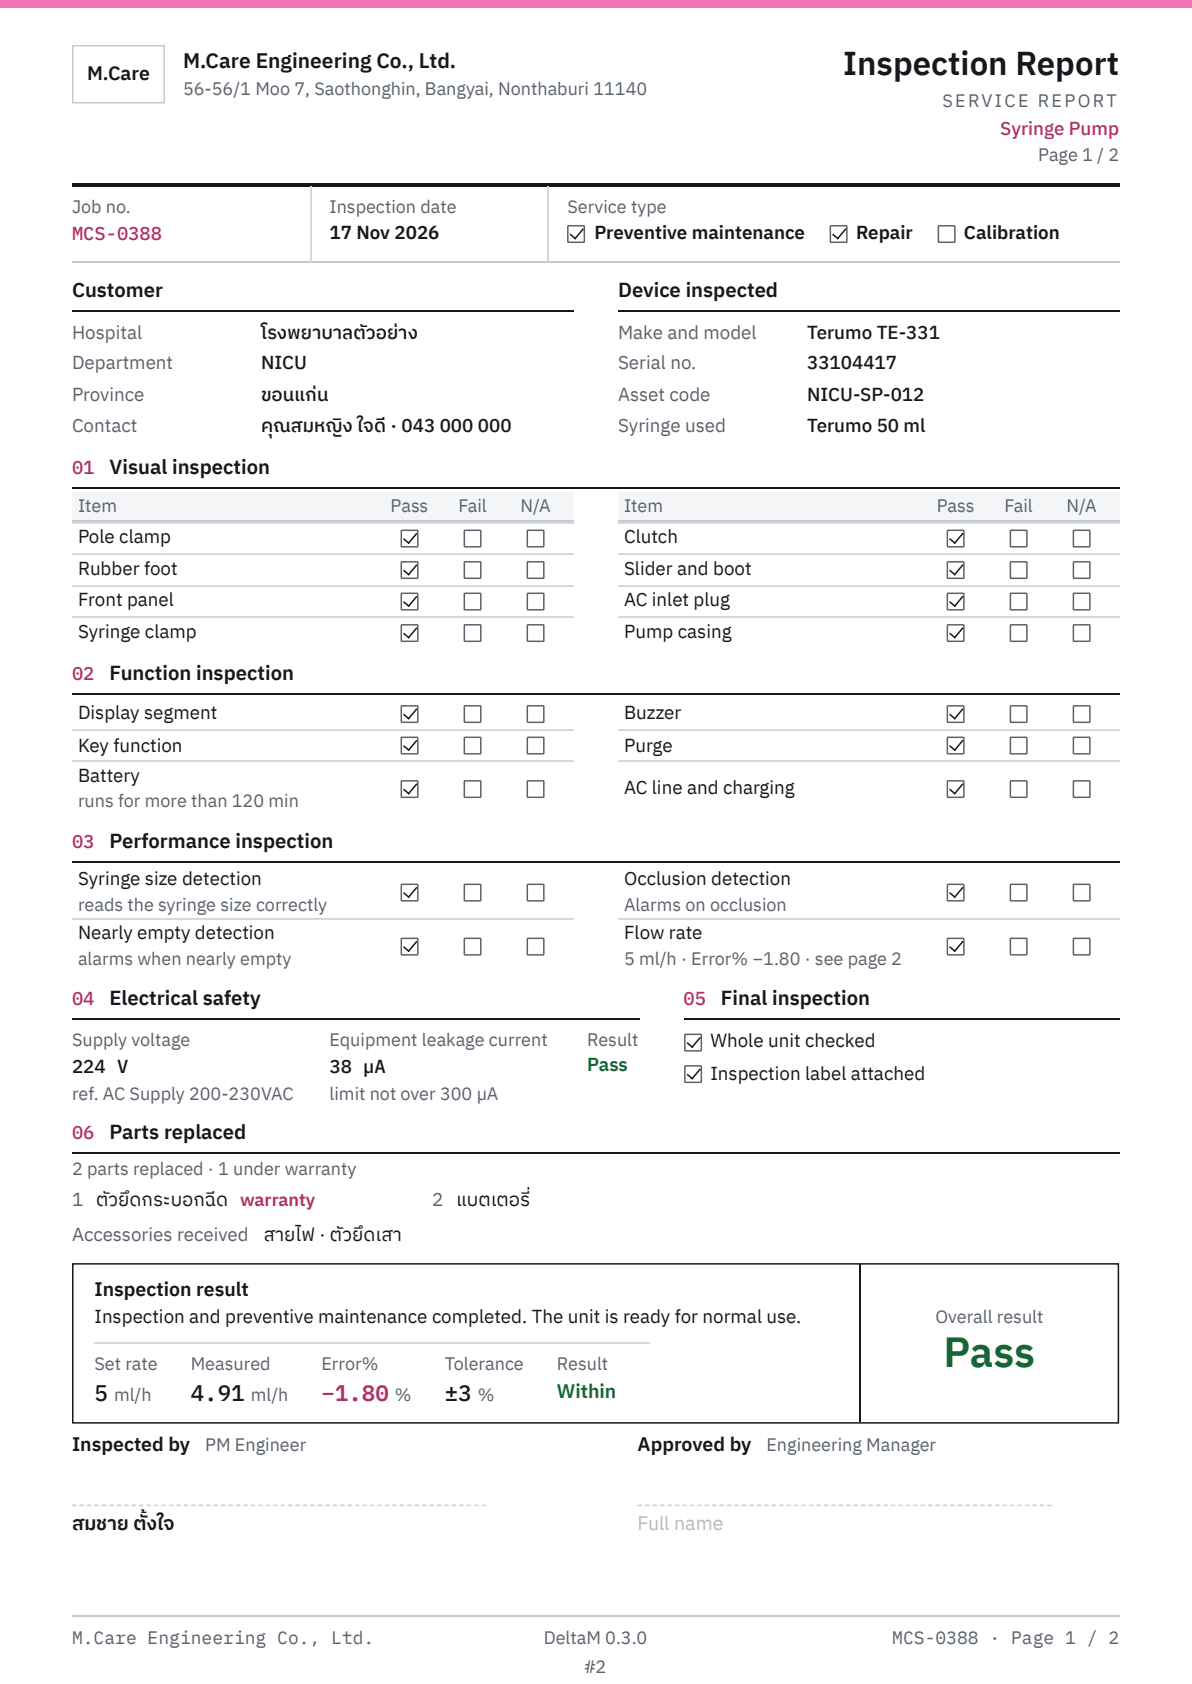 M.Care
M.Care Engineering Co., Ltd.
56-56/1 Moo 7, Saothonghin, Bangyai, Nonthaburi 11140
Inspection Report
SERVICE REPORT
Syringe Pump
Page 1 / 2
Job no.
MCS-0388
Inspection date
17 Nov 2026
Service type
Preventive maintenance Repair Calibration
Customer
Hospital โรงพยาบาลตัวอย่าง
Department NICU
Province ขอนแก่น
Contact คุณสมหญิง ใจดี · 043 000 000
Device inspected
Make and model Terumo TE-331
Serial no. 33104417
Asset code NICU-SP-012
Syringe used Terumo 50 ml
01 Visual inspection
Item Pass Fail N/A
Pole clamp
Rubber foot
Front panel
Syringe clamp
Item Pass Fail N/A
Clutch
Slider and boot
AC inlet plug
Pump casing
02 Function inspection
Display segment
Key function
Battery
runs for more than 120 min
Buzzer
Purge
AC line and charging
03 Performance inspection
Syringe size detection
reads the syringe size correctly
Nearly empty detection
alarms when nearly empty
Occlusion detection
Alarms on occlusion
Flow rate
5 ml/h · Error% −1.80 · see page 2
04 Electrical safety
Supply voltage
224 V
ref. AC Supply 200-230VAC
Equipment leakage current
38 µA
limit not over 300 µA
Result
Pass
05 Final inspection
Whole unit checked
Inspection label attached
06 Parts replaced
2 parts replaced · 1 under warranty
1 ตัวยึดกระบอกฉีด warranty 2 แบตเตอรี่
Accessories received สายไฟ · ตัวยึดเสา
Inspection result
Inspection and preventive maintenance completed. The unit is ready for normal use.
Set rate Measured Error% Tolerance Result
5 ml/h 4.91 ml/h −1.80 % ±3 % Within
Overall result
Pass
Inspected by PM Engineer
สมชาย ตั้งใจ
Approved by Engineering Manager
Full name
M.Care Engineering Co., Ltd. DeltaM 0.3.0 MCS-0388 · Page 1 / 2
#2